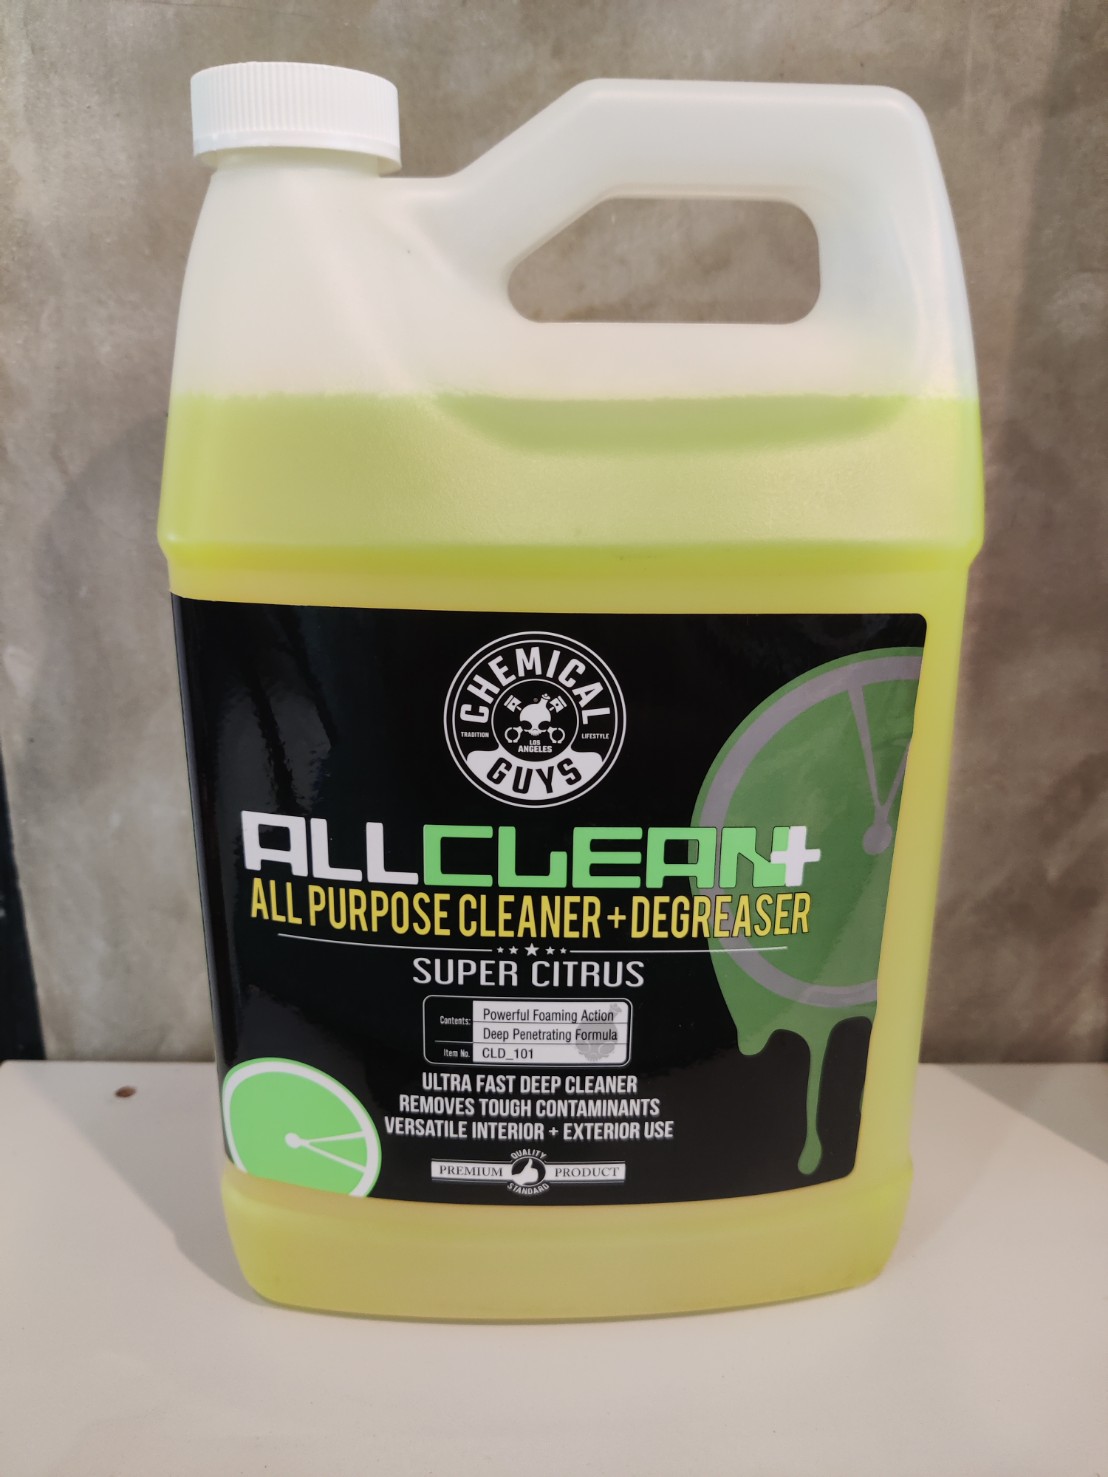 CHEMICAL
TRADITION
LIFESTYLE
LOS
ANGELES
GUYS
ALLCLEAN+
ALL PURPOSE CLEANER + DEGREASER
SUPER CITRUS
Contents: Powerful Foaming Action
Deep Penetrating Formula
Item No. CLD_101
ULTRA FAST DEEP CLEANER
REMOVES TOUGH CONTAMINANTS
VERSATILE INTERIOR + EXTERIOR USE
QUALITY
PREMIUM PRODUCT
STANDARD